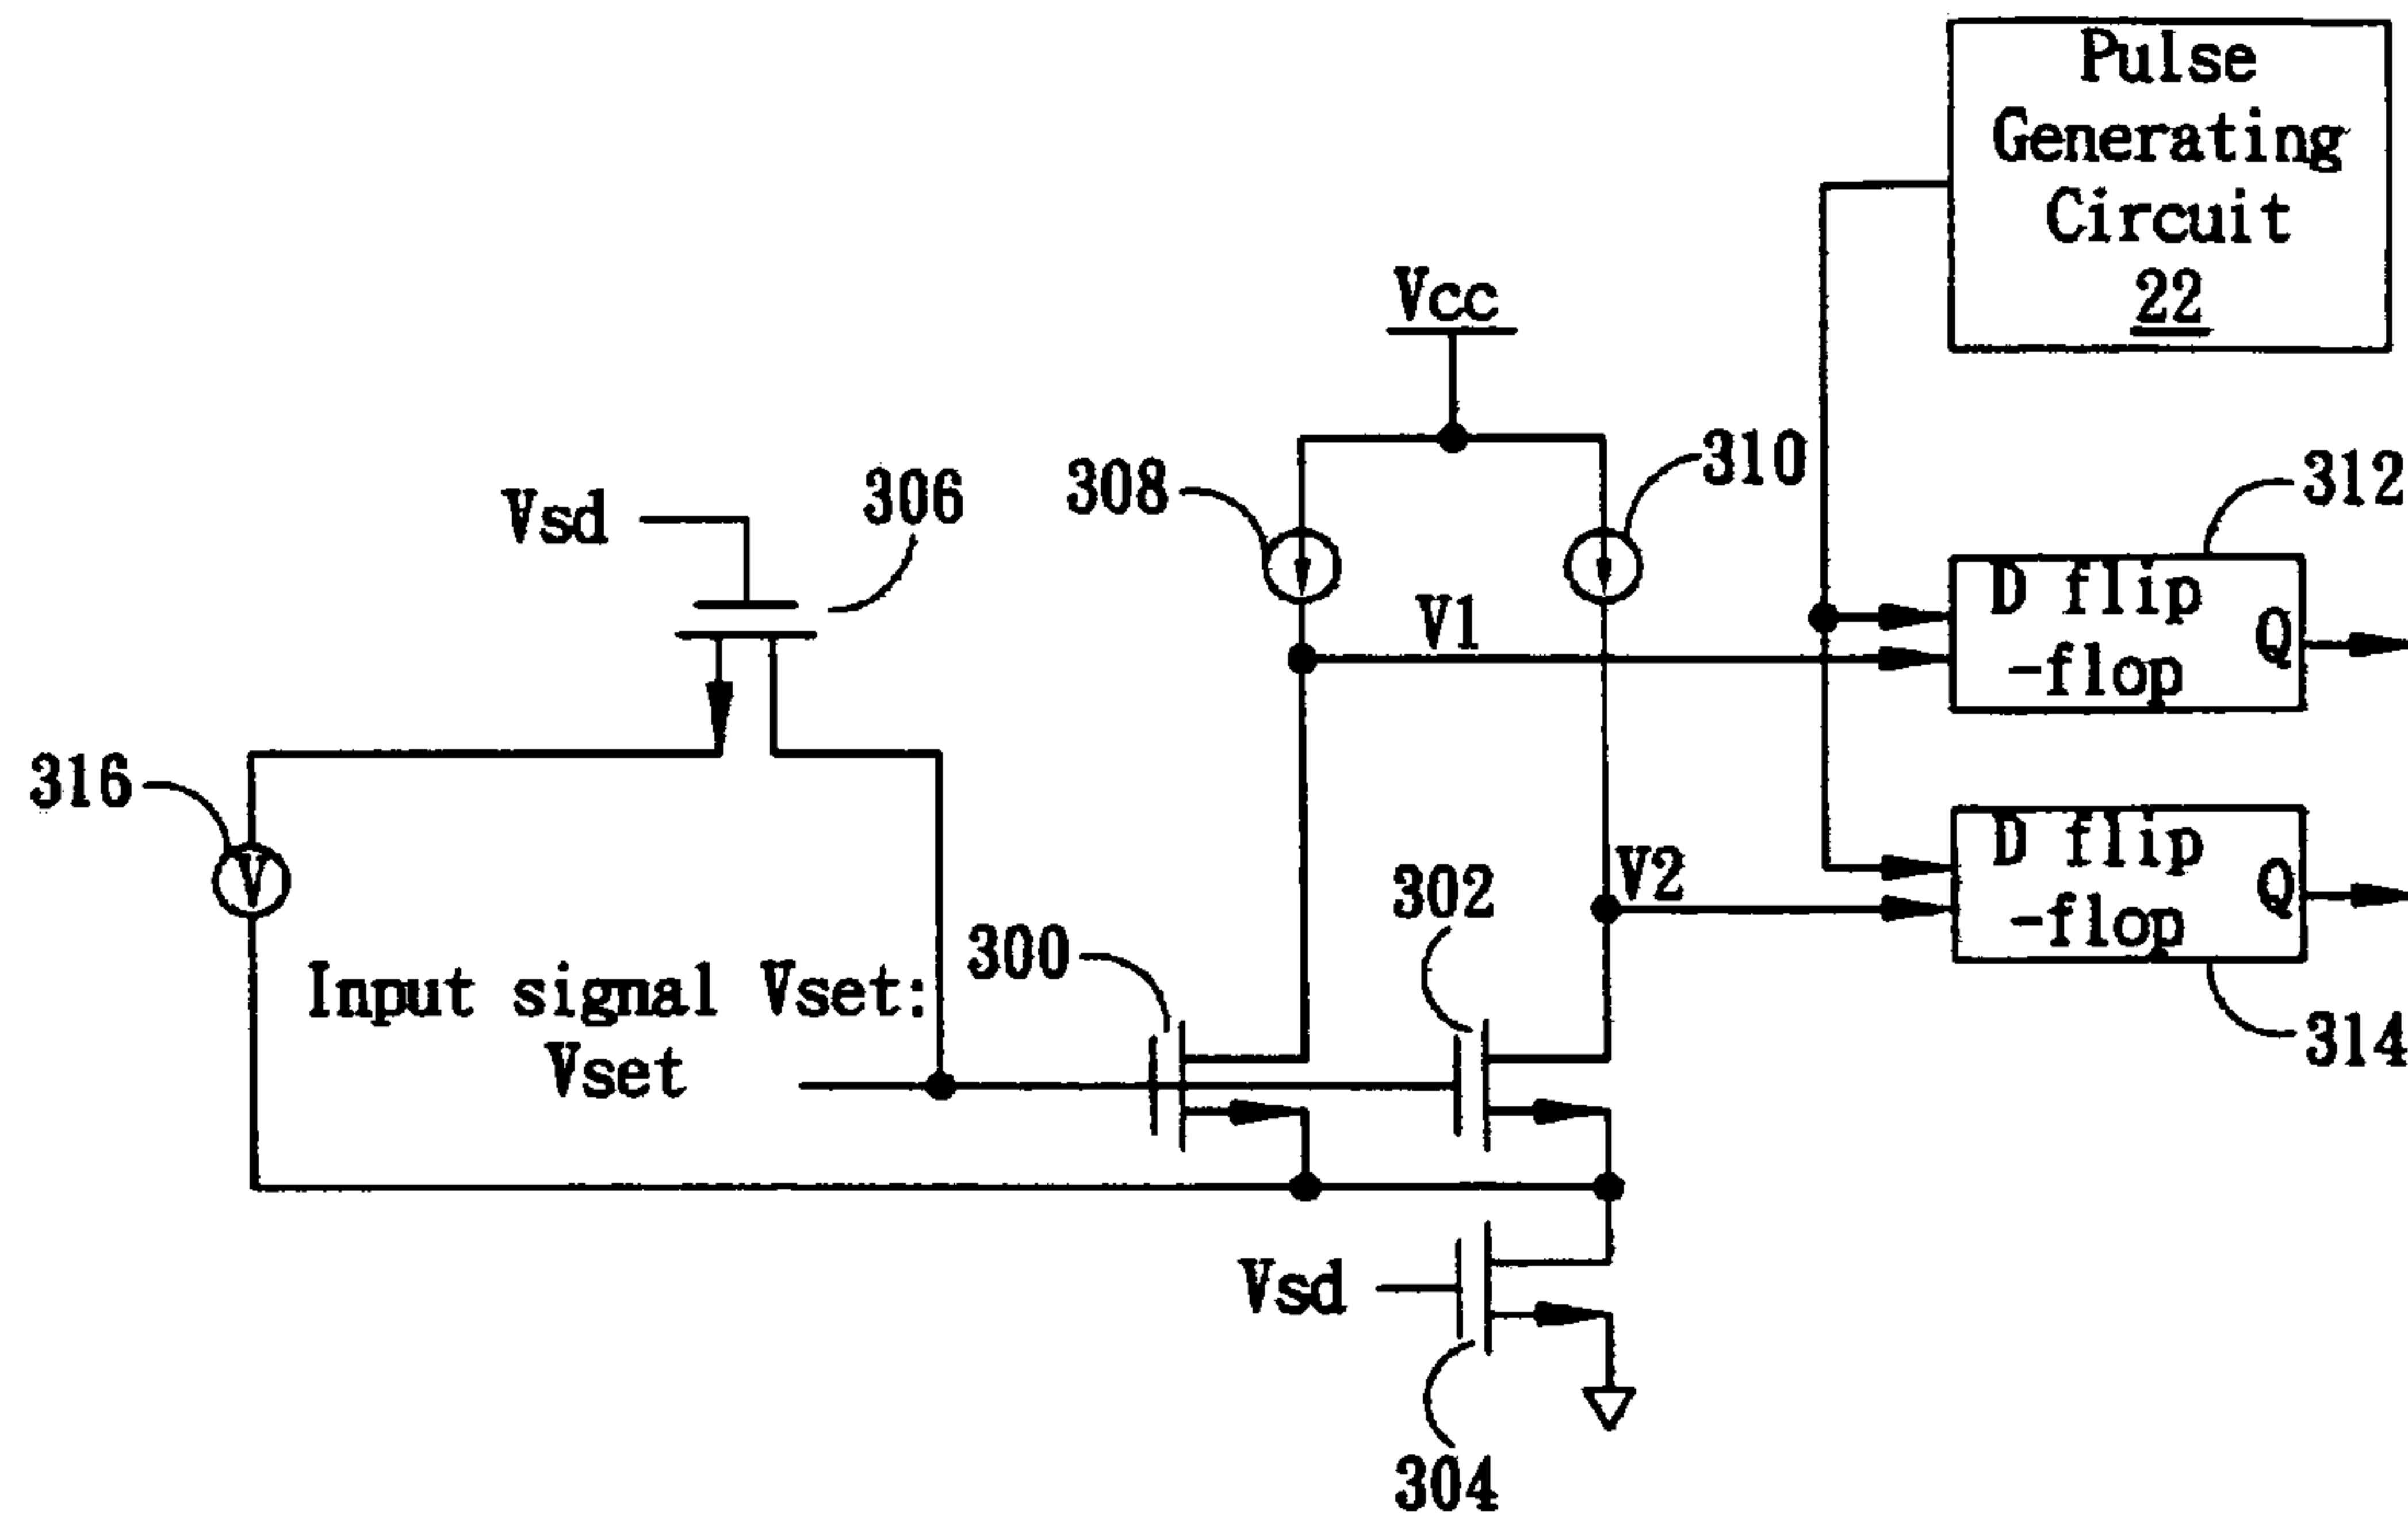 Pulse
Generating
Circuit
22
Vcc
310
312
308
306
Vsd
D flip
-flop
Q
V1
316
V
D flip
-flop
Q
V2
302
300
Input signal Vset:
Vset
314
Vsd
304